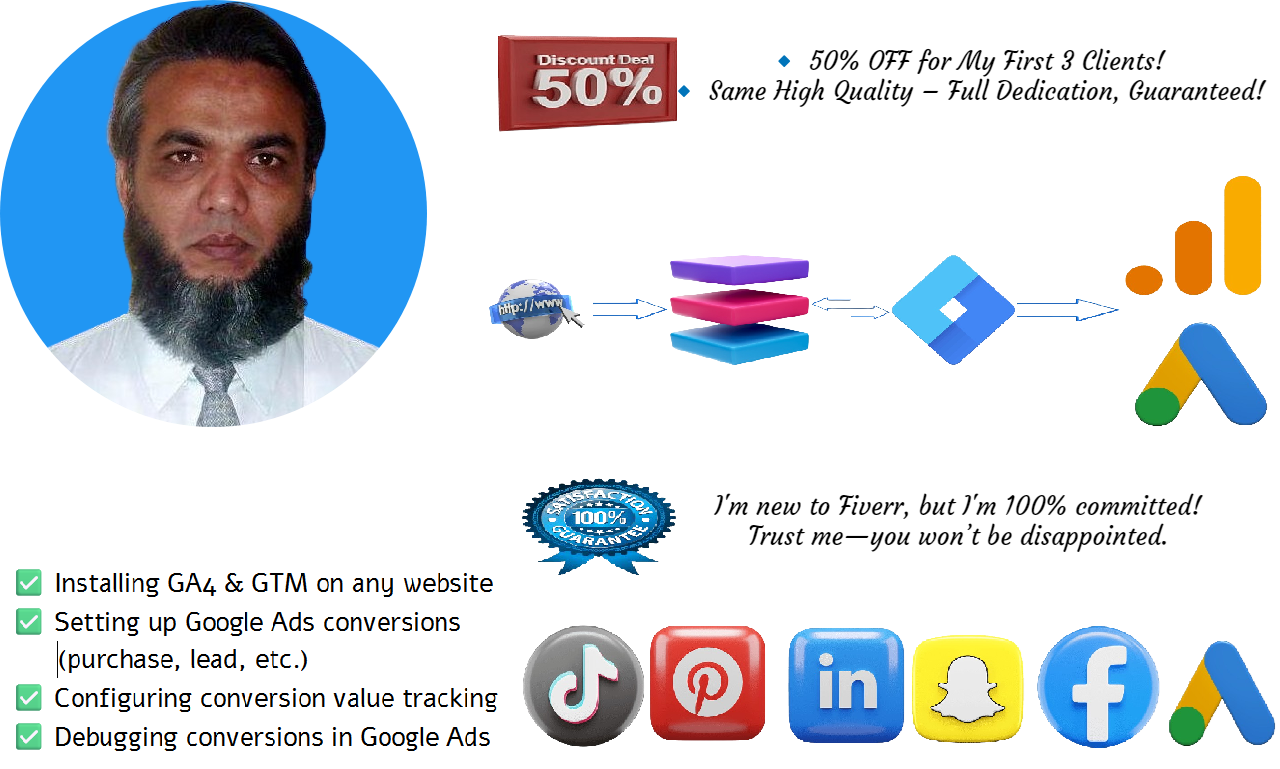 Discount Deal
50%
50% OFF for My First 3 Clients!
Same High Quality – Full Dedication, Guaranteed!
http://www
SATISFACTION
100%
GUARANTEE
I'm new to Fiverr, but I'm 100% committed!
Trust me—you won't be disappointed.
Installing GA4 & GTM on any website
Setting up Google Ads conversions
(purchase, lead, etc.)
Configuring conversion value tracking
Debugging conversions in Google Ads
in